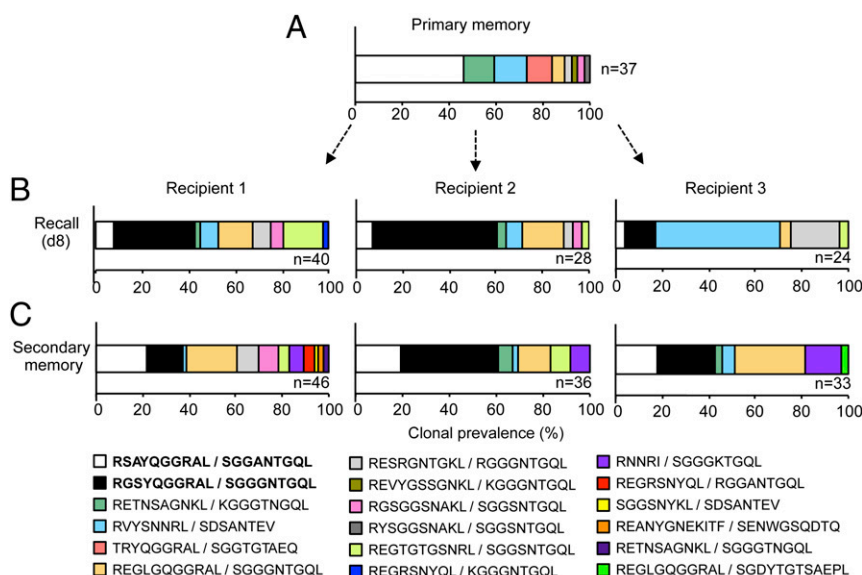 A
Primary memory
n=37
0 20 40 60 80 100
B
Recipient 1 Recipient 2 Recipient 3
Recall
(d8)
n=40 n=28 n=24
0 20 40 60 80 100 0 20 40 60 80 100 0 20 40 60 80 100
C
Secondary
memory
n=46 n=36 n=33
0 20 40 60 80 100 0 20 40 60 80 100 0 20 40 60 80 100
Clonal prevalence (%)
RSAYQGGRAL / SGGANTGQL
RGSYQGGRAL / SGGGNTGQL
RETNSAGNKL / KGGGTNGQL
RVYSNNRL / SDSANTEV
TRYQGGRAL / SGGTGTAEQ
REGLGQGGRAL / SGGGNTGQL
RESRGNTGKL / RGGGNTGQL
REVYGSSGNKL / KGGGNTGQL
RGSGGSNAKL / SGGSNTGQL
RYSGGSNAKL / SGGSNTGQL
REGTGTGSNRL / SGGSNTGQL
REGRSNYQL / KGGGNTGQL
RNNRI / SGGGKTGQL
REGRSNYQL / RGGANTGQL
SGGSNYKL / SDSANTEV
REANYGNEKITF / SENWGSQDTQ
RETNSAGNKL / SGGGTNGQL
REGLGQGGRAL / SGDYTGTSAEPL